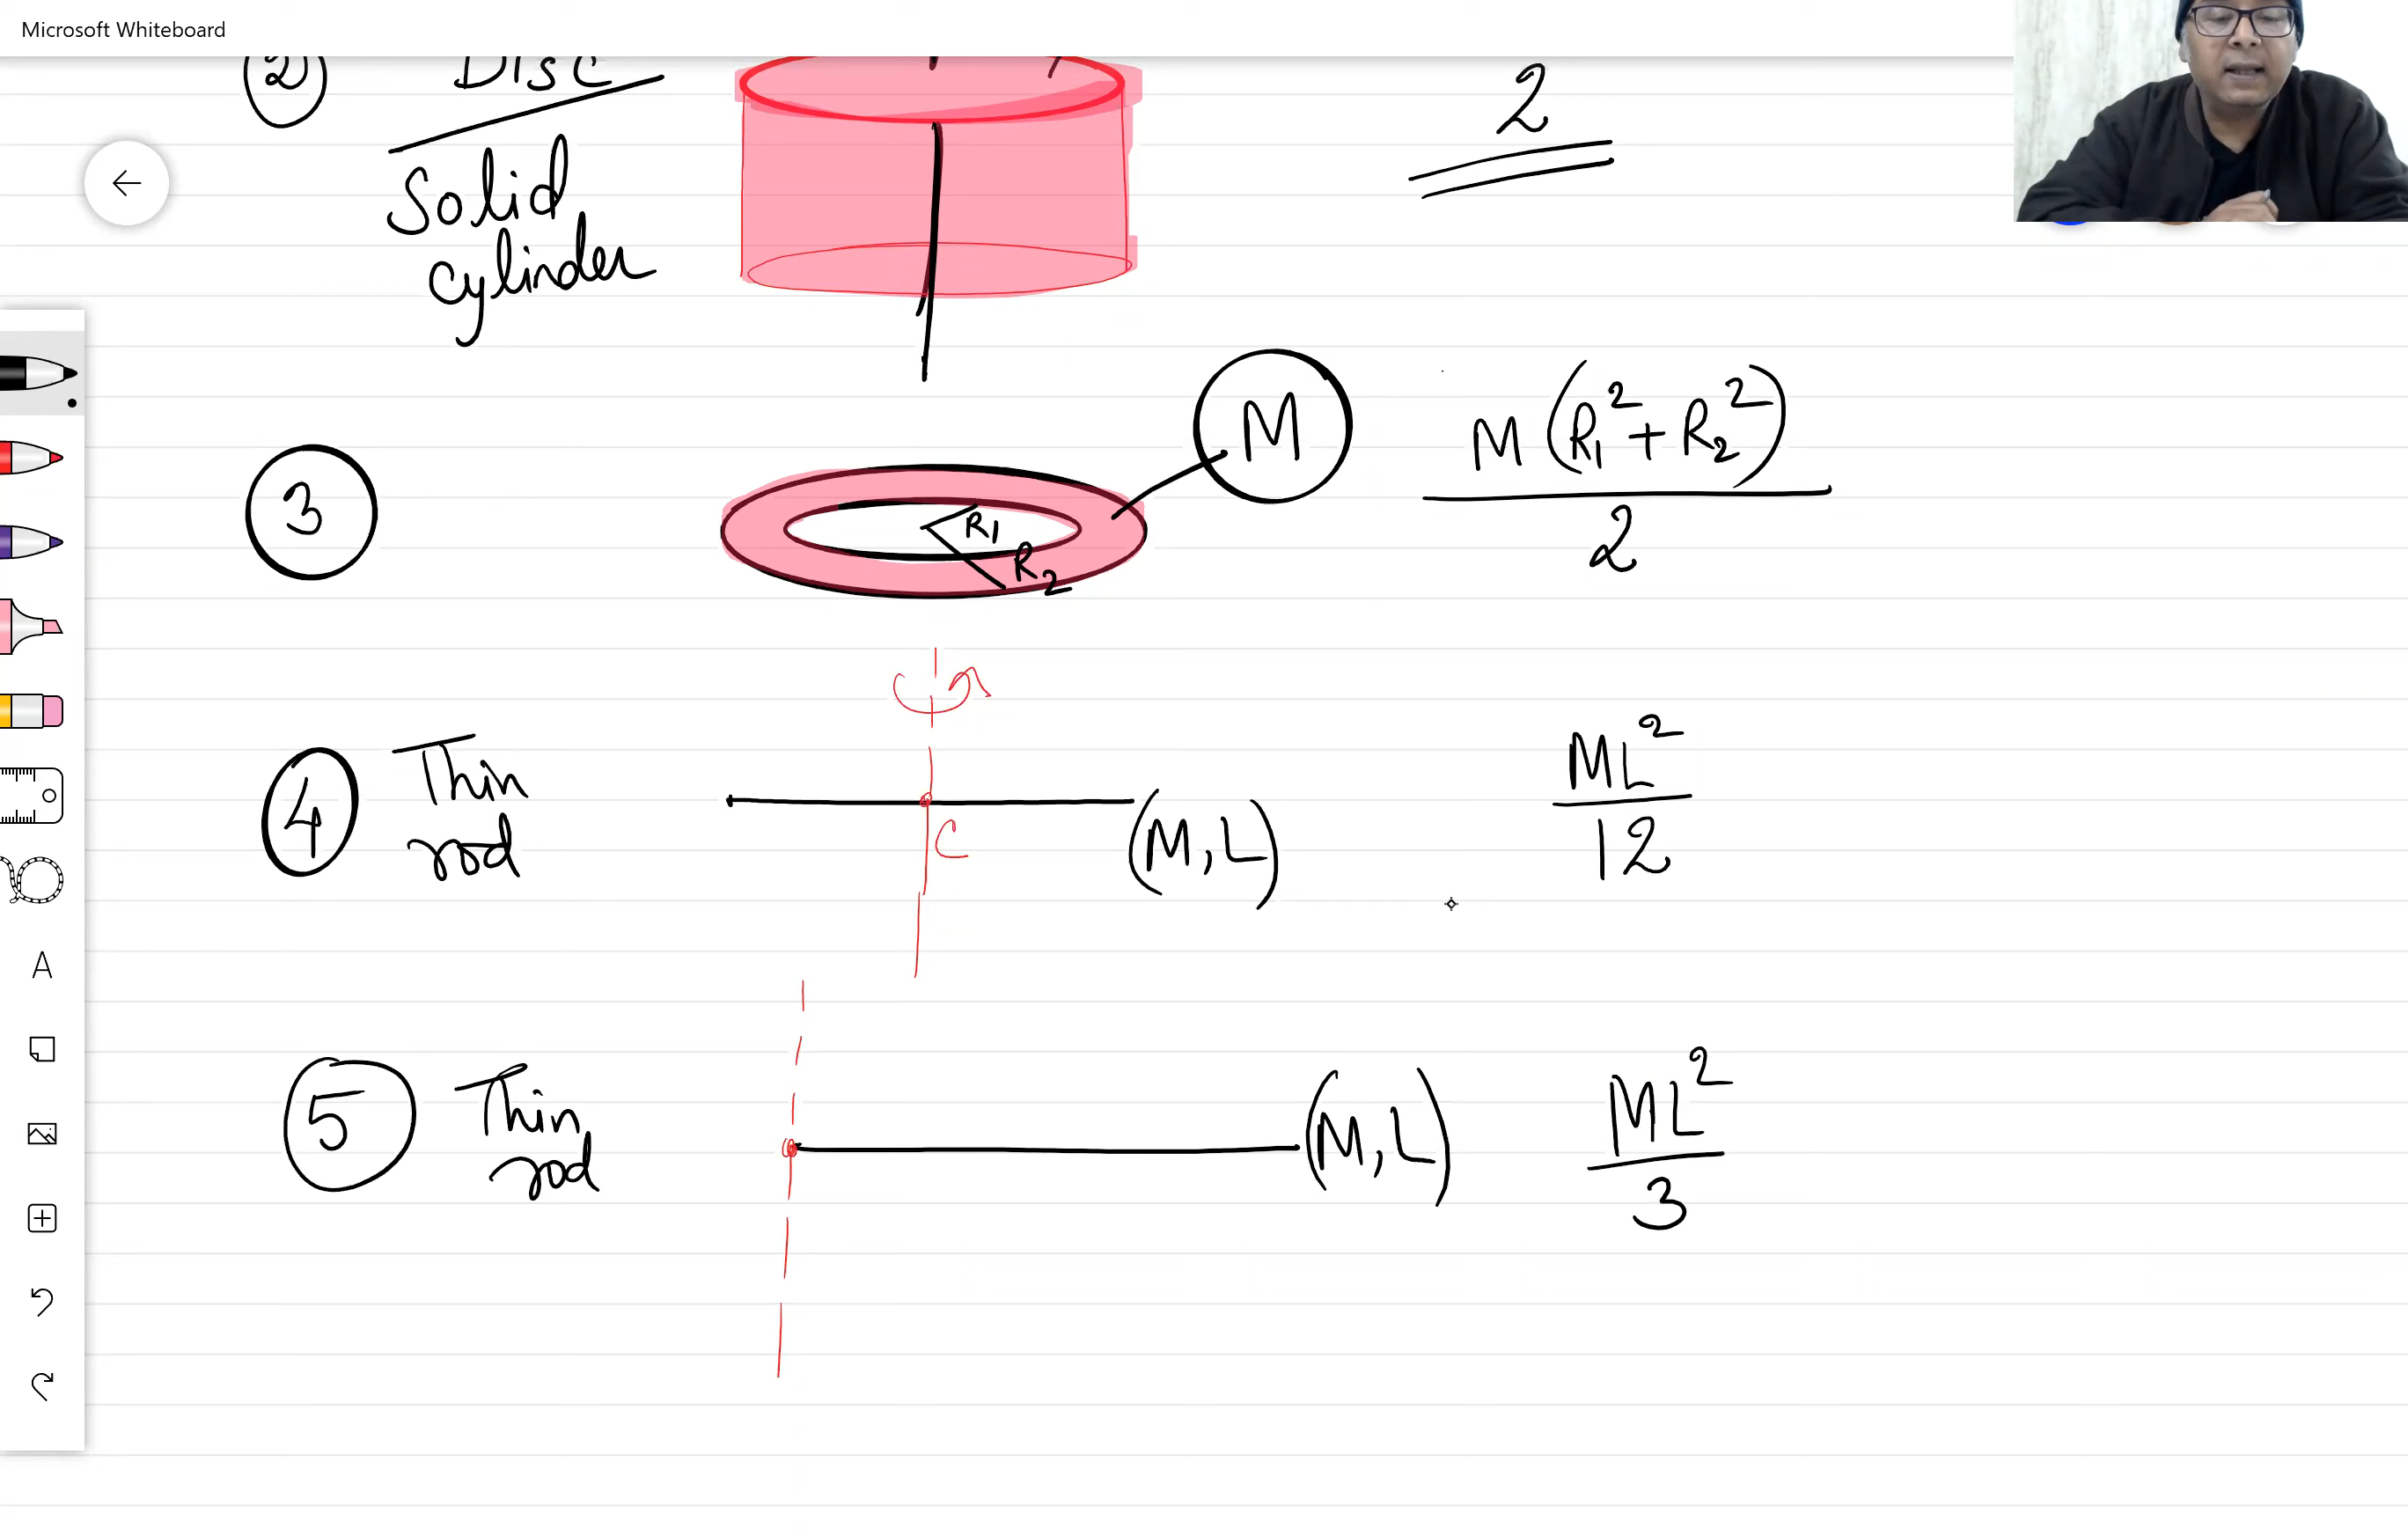 Microsoft Whiteboard
2 Disc
Solid
cylinder
2
3
R1
R2
M
M(R1²+R2²)
2
4 Thin
rod
C
(M,L)
ML²
12
5 Thin
rod
(M,L)
ML²
3
A